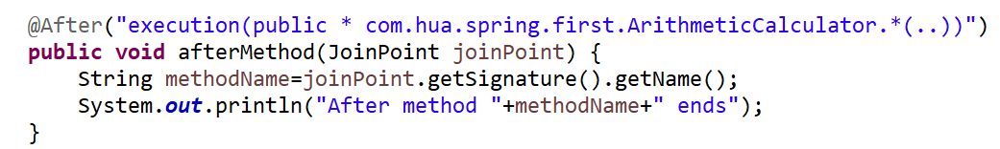 @After("execution(public * com.hua.spring.first.ArithmeticCalculator.*(..))")
public void afterMethod(JoinPoint joinPoint) {
    String methodName=joinPoint.getSignature().getName();
    System.out.println("After method "+methodName+" ends");
}